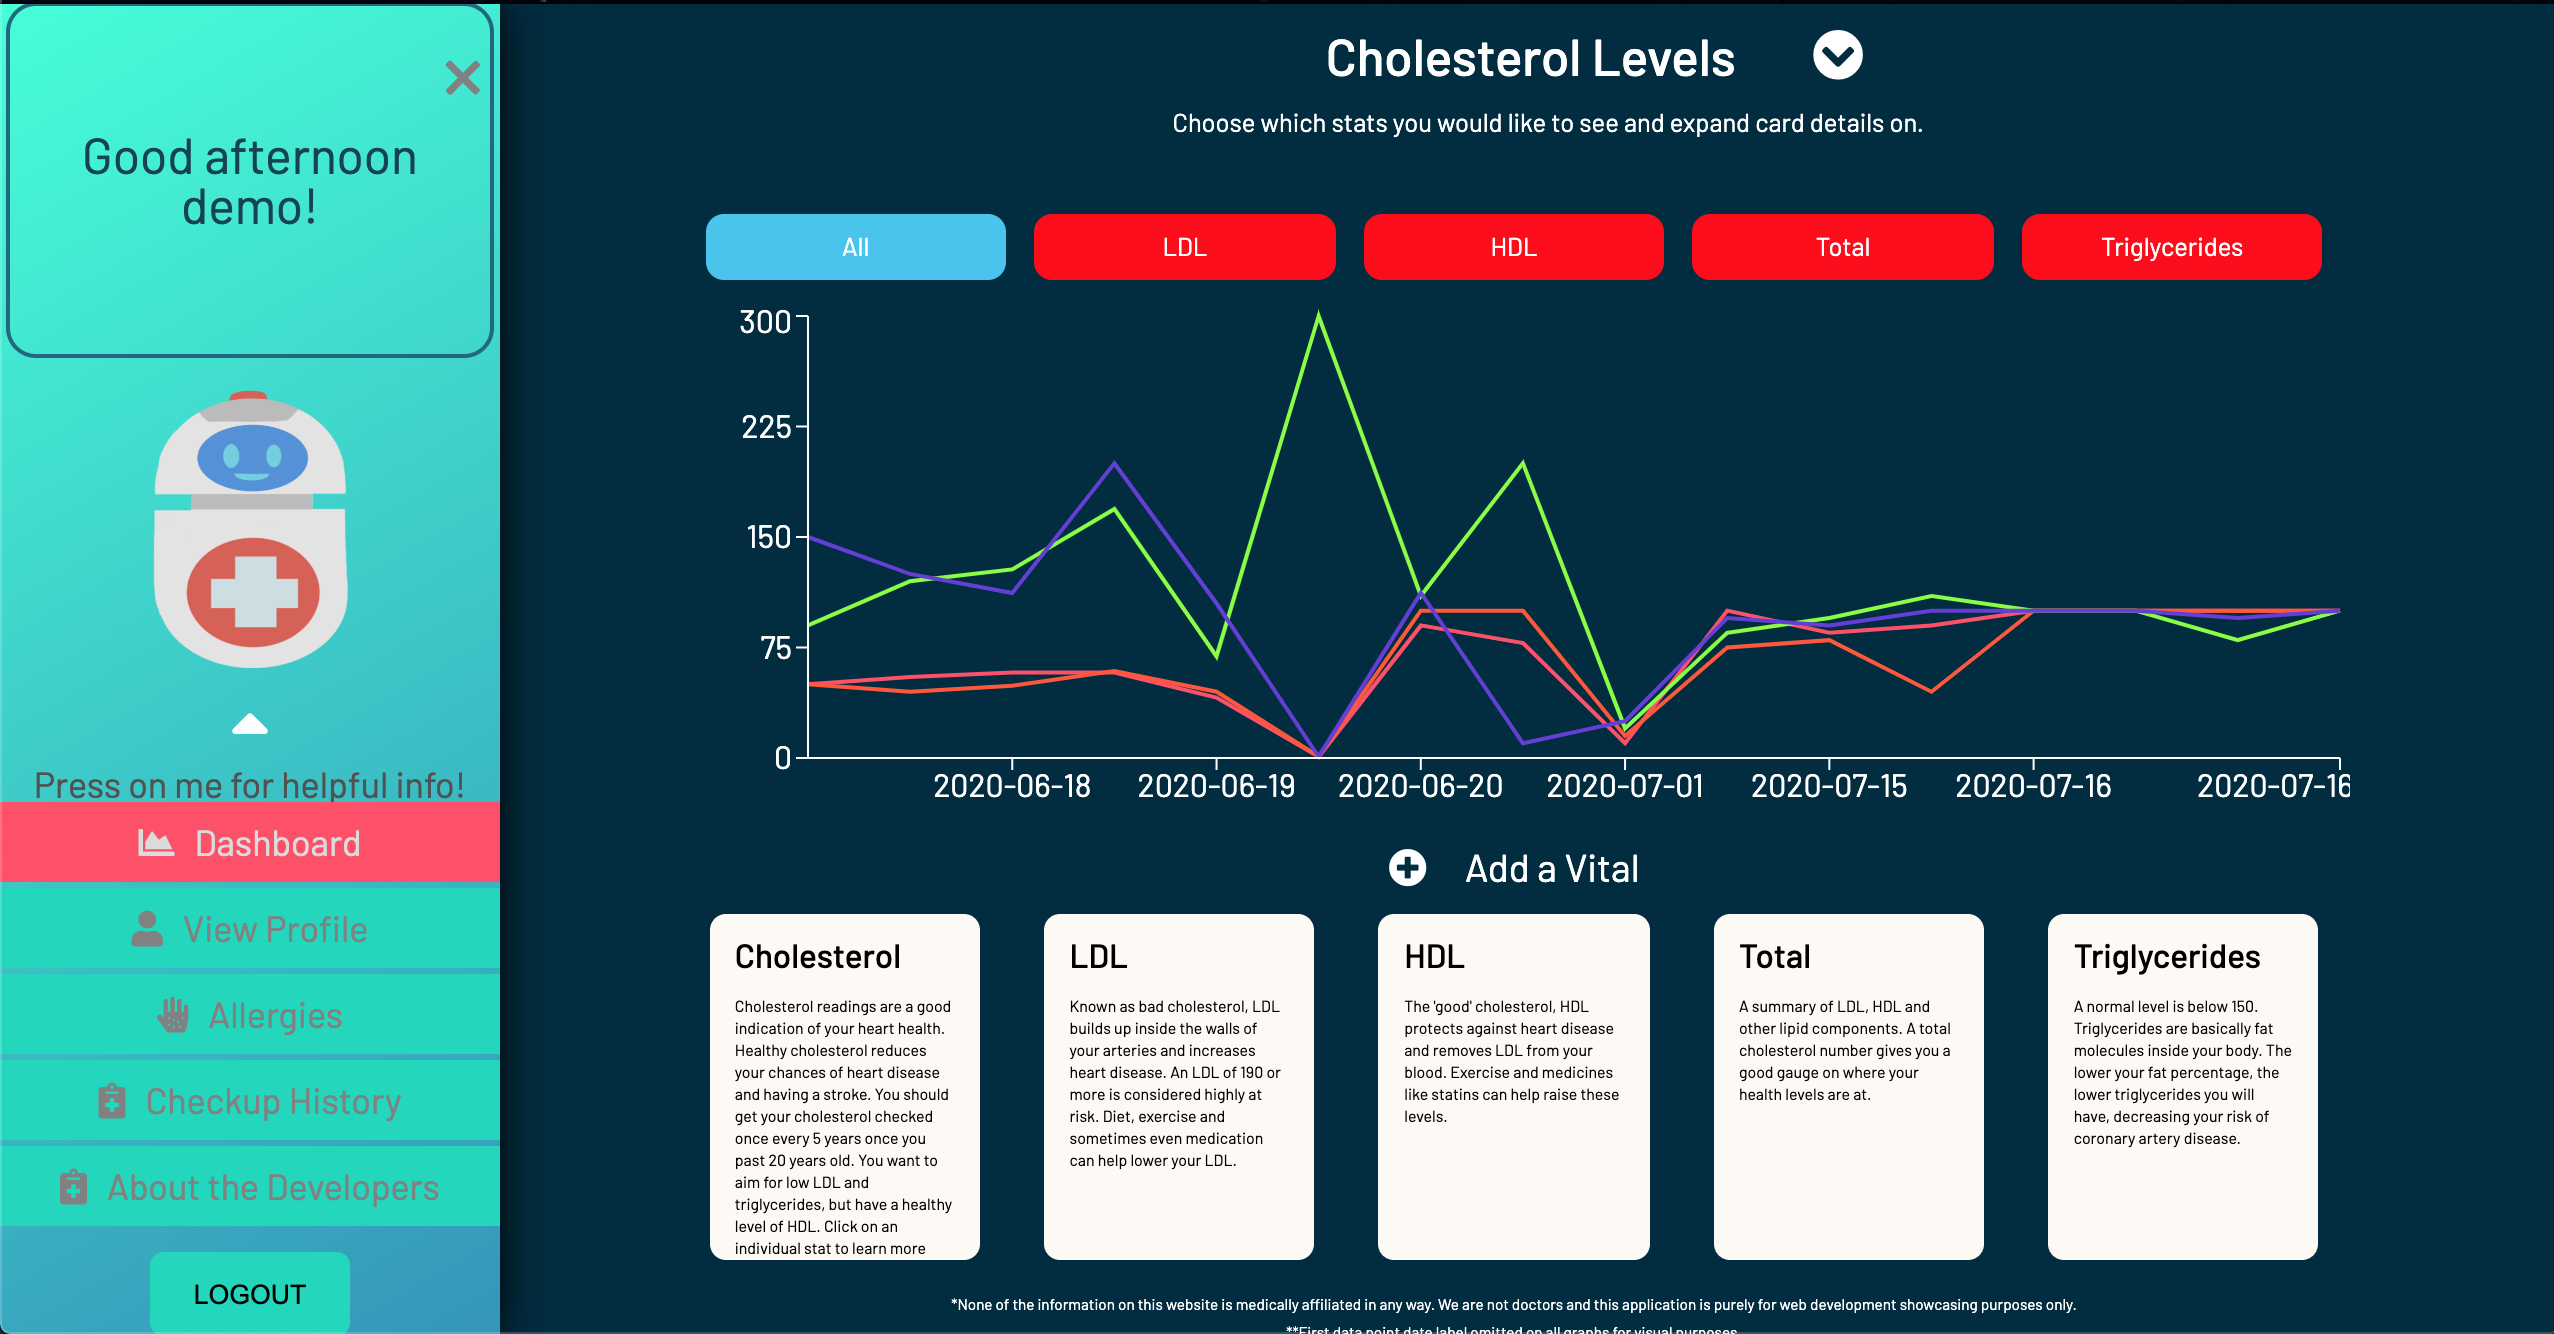 Good afternoon
demo!
Press on me for helpful info!
Dashboard
View Profile
Allergies
Checkup History
About the Developers
LOGOUT
Cholesterol Levels
Choose which stats you would like to see and expand card details on.
All
LDL
HDL
Total
Triglycerides
300
225
150
75
0
2020-06-18
2020-06-19
2020-06-20
2020-07-01
2020-07-15
2020-07-16
2020-07-16
Add a Vital
Cholesterol
Cholesterol readings are a good
indication of your heart health.
Healthy cholesterol reduces
your chances of heart disease
and having a stroke. You should
get your cholesterol checked
once every 5 years once you
past 20 years old. You want to
aim for low LDL and
triglycerides, but have a healthy
level of HDL. Click on an
individual stat to learn more
LDL
Known as bad cholesterol, LDL
builds up inside the walls of
your arteries and increases
heart disease. An LDL of 190 or
more is considered highly at
risk. Diet, exercise and
sometimes even medication
can help lower your LDL.
HDL
The 'good' cholesterol, HDL
protects against heart disease
and removes LDL from your
blood. Exercise and medicines
like statins can help raise these
levels.
Total
A summary of LDL, HDL and
other lipid components. A total
cholesterol number gives you a
good gauge on where your
health levels are at.
Triglycerides
A normal level is below 150.
Triglycerides are basically fat
molecules inside your body. The
lower your fat percentage, the
lower triglycerides you will
have, decreasing your risk of
coronary artery disease.
*None of the information on this website is medically affiliated in any way. We are not doctors and this application is purely for web development showcasing purposes only.
**First data point date label omitted on all graphs for visual purposes